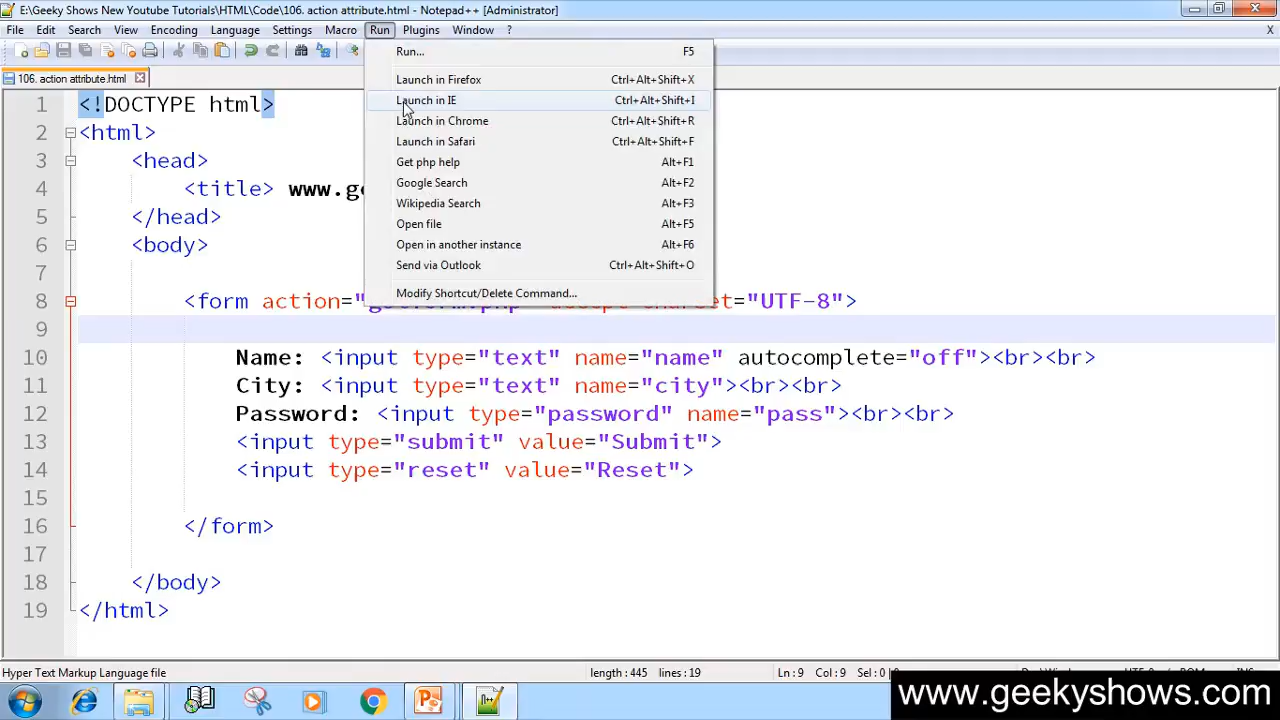 E:\Geeky Shows New Youtube Tutorials\HTML\Code\106. action attribute.html - Notepad++ [Administrator]
File Edit Search View Encoding Language Settings Macro Run Plugins Window ? X
106. action attribute.html
Run... F5
Launch in Firefox Ctrl+Alt+Shift+X
Launch in IE Ctrl+Alt+Shift+I
Launch in Chrome Ctrl+Alt+Shift+R
Launch in Safari Ctrl+Alt+Shift+F
Get php help Alt+F1
Google Search Alt+F2
Wikipedia Search Alt+F3
Open file Alt+F5
Open in another instance Alt+F6
Send via Outlook Ctrl+Alt+Shift+O
Modify Shortcut/Delete Command...
1 <!DOCTYPE html>
2 <html>
3 <head>
4 <title> www.g
5 </head>
6 <body>
7
8 <form action=" ="UTF-8">
9
10 Name: <input type="text" name="name" autocomplete="off"><br><br>
11 City: <input type="text" name="city"><br><br>
12 Password: <input type="password" name="pass"><br><br>
13 <input type="submit" value="Submit">
14 <input type="reset" value="Reset">
15
16 </form>
17
18 </body>
19 </html>
Hyper Text Markup Language file length : 445 lines : 19 Ln : 9 Col : 9 Sel : 0
www.geekyshows.com